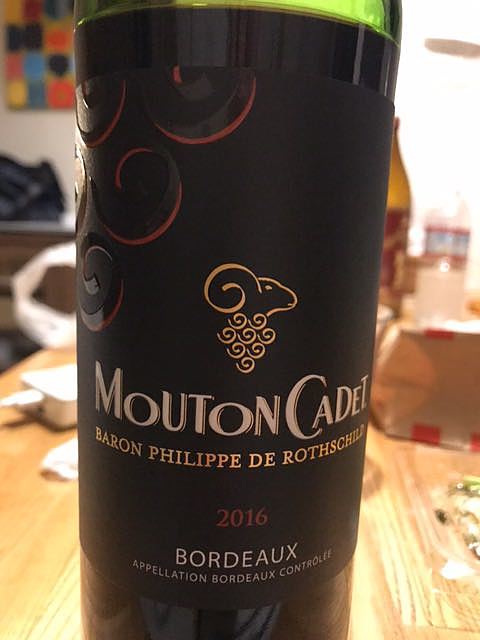 MOUTON CADET
BARON PHILIPPE DE ROTHSCHILD
2016
BORDEAUX
APPELLATION BORDEAUX CONTRÔLÉE